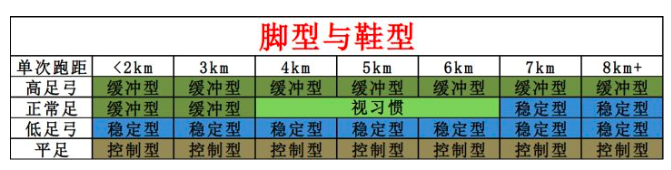 脚型与鞋型
单次跑距 <2km 3km 4km 5km 6km 7km 8km+
高足弓 缓冲型 缓冲型 缓冲型 缓冲型 缓冲型 缓冲型 缓冲型
正常足 缓冲型 缓冲型 视习惯 稳定型 稳定型
低足弓 稳定型 稳定型 稳定型 稳定型 稳定型 稳定型 稳定型
平足 控制型 控制型 控制型 控制型 控制型 控制型 控制型